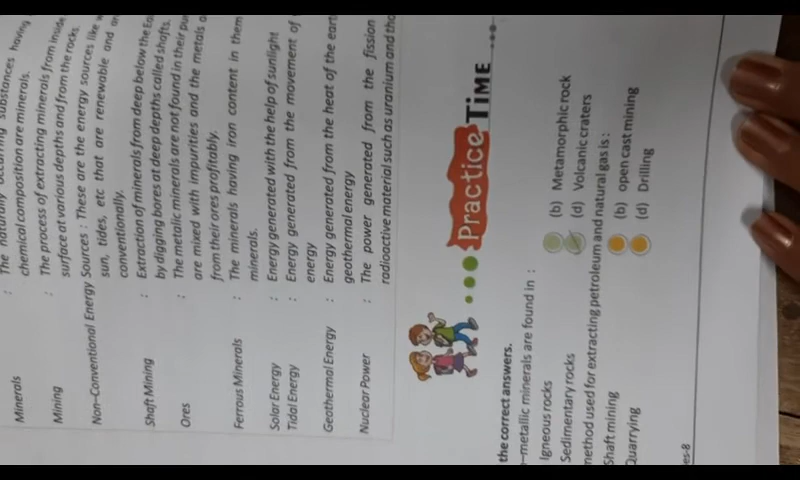 The naturally occurring substances having
Minerals : chemical composition are minerals.
Mining : The process of extracting minerals from inside
surface at various depths and from the rocks.
Non–Conventional Energy Sources : These are the energy sources like
sun, tides, etc that are renewable and
conventionally.
Shaft Mining : Extraction of minerals from deep below the
by digging bores at deep depths called shafts.
Ores : The metalic minerals are not found in their
are mixed with impurities and the metals
from their ores profitably.
Ferrous Minerals : The minerals having iron content in them
minerals.
Solar Energy : Energy generated with the help of sunlight
Tidal Energy : Energy generated from the movement of
energy
Geothermal Energy : Energy generated from the heat of the
geothermal energy
Nuclear Power : The power generated from the fission
radioactive material such as uranium and
Practice TIME
the correct answers.
–metallic minerals are found in :
Igneous rocks (b) Metamorphic rock
Sedimentary rocks (d) Volcanic craters
method used for extracting petroleum and natural gas is :
Shaft mining (b) open cast mining
Quarrying (d) Drilling
es-8